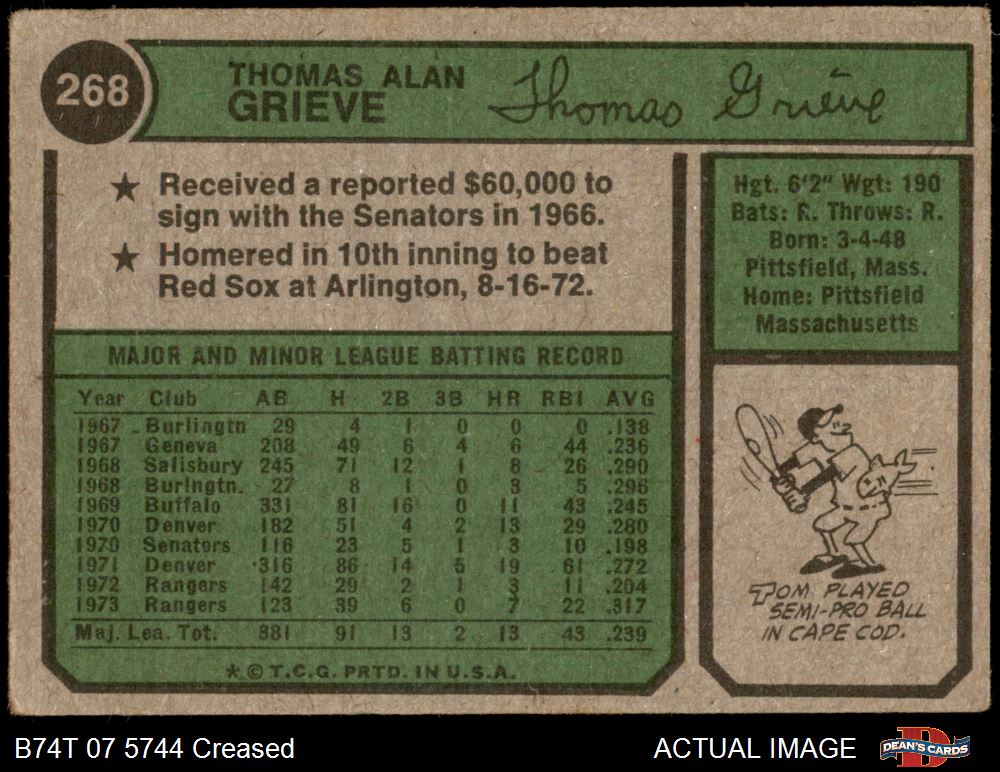 268
THOMAS ALAN
GRIEVE
Thomas Grieve
★ Received a reported $60,000 to
sign with the Senators in 1966.
★ Homered in 10th inning to beat
Red Sox at Arlington, 8-16-72.
Hgt. 6'2" Wgt: 190
Bats: R. Throws: R.
Born: 3-4-48
Pittsfield, Mass.
Home: Pittsfield
Massachusetts
MAJOR AND MINOR LEAGUE BATTING RECORD
Year Club AB H 2B 3B HR RBI AVG
1967 Burlingtn 29 4 1 0 0 0 .138
1967 Geneva 208 49 6 4 6 44 .236
1968 Salisbury 245 71 12 1 8 26 .290
1968 Burlngtn. 27 8 1 0 3 5 .296
1969 Buffalo 331 81 16 0 11 43 .245
1970 Denver 182 51 4 2 13 29 .280
1970 Senators 116 23 5 1 3 10 .198
1971 Denver 316 86 14 5 19 61 .272
1972 Rangers 142 29 2 1 3 11 .204
1973 Rangers 123 39 6 0 7 22 .317
Maj. Lea. Tot. 381 91 13 2 13 43 .239
* © T.C.G. PRTD. IN U.S.A.
TOM PLAYED
SEMI-PRO BALL
IN CAPE COD.
B74T 07 5744 Creased
ACTUAL IMAGE
DEAN'S CARDS